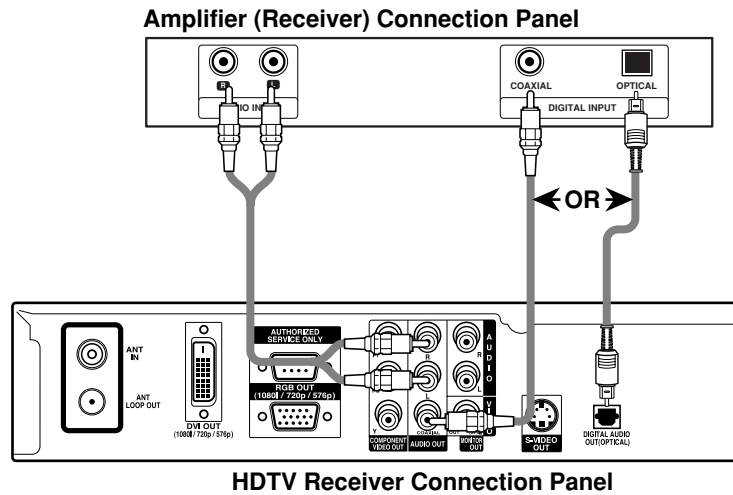 Amplifier (Receiver) Connection Panel
R
L
COAXIAL
OPTICAL
DIGITAL INPUT
OR
ANT
IN
ANT
LOOP OUT
DVI OUT
(1080i / 720p / 576p)
AUTHORIZED
SERVICE ONLY
RGB OUT
(1080i / 720p / 576p)
Y
COMPONENT
VIDEO OUT
R
L
COAXIAL
AUDIO OUT
R
L
AUDIO
MONITOR
OUT
S-VIDEO
OUT
DIGITAL AUDIO
OUT(OPTICAL)
HDTV Receiver Connection Panel